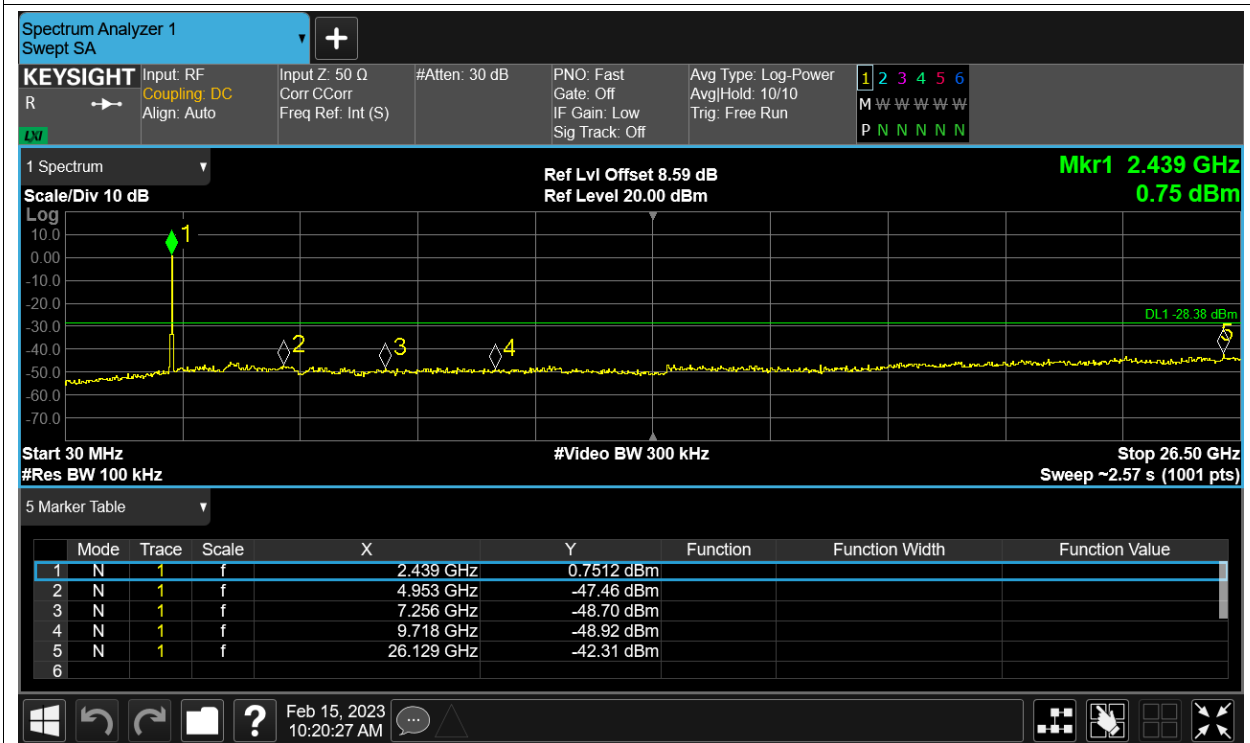 Spectrum Analyzer 1
Swept SA
KEYSIGHT Input: RF Input Z: 50 Ω #Atten: 30 dB PNO: Fast Avg Type: Log-Power 1 2 3 4 5 6
R Coupling: DC Corr CCorr Gate: Off Avg|Hold: 10/10 M W W W W W
Align: Auto Freq Ref: Int (S) IF Gain: Low Trig: Free Run
LXI Sig Track: Off P N N N N N
1 Spectrum Ref Lvl Offset 8.59 dB Mkr1 2.439 GHz
Scale/Div 10 dB Ref Level 20.00 dBm 0.75 dBm
Log
10.0 1
0.00
-10.0
-20.0
DL1 -28.38 dBm
-30.0
-40.0 2 3 4 5
-50.0
-60.0
-70.0
Start 30 MHz #Video BW 300 kHz Stop 26.50 GHz
#Res BW 100 kHz Sweep ~2.57 s (1001 pts)
5 Marker Table
Mode Trace Scale X Y Function Function Width Function Value
1 N 1 f 2.439 GHz 0.7512 dBm
2 N 1 f 4.953 GHz -47.46 dBm
3 N 1 f 7.256 GHz -48.70 dBm
4 N 1 f 9.718 GHz -48.92 dBm
5 N 1 f 26.129 GHz -42.31 dBm
6
? Feb 15, 2023
10:20:27 AM